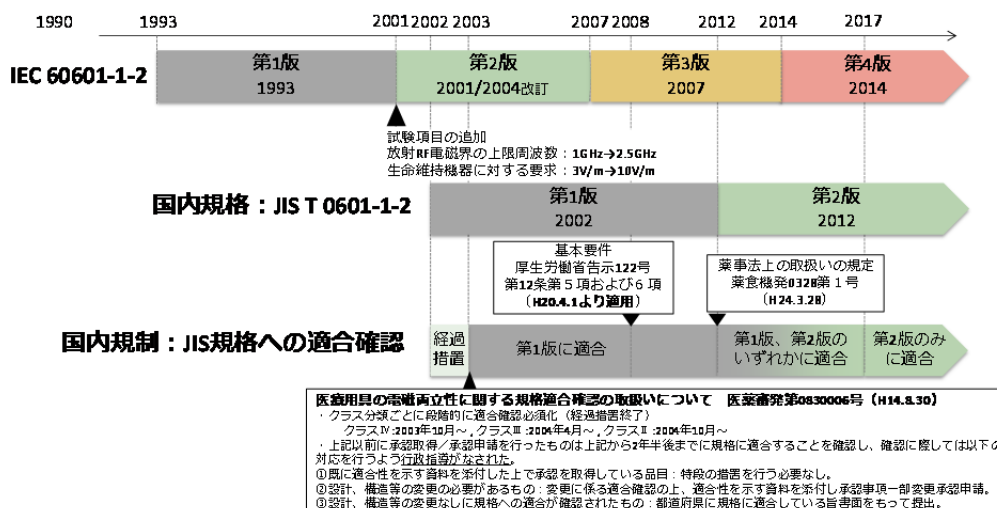 1990 1993 2001 2002 2003 2007 2008 2012 2014 2017
IEC 60601-1-2
第1版
1993
第2版
2001/2004改訂
第3版
2007
第4版
2014
試験項目の追加
放射RF電磁界の上限周波数：1GHz→2.5GHz
生命維持機器に対する要求：3V/m→10V/m
国内規格：JIS T 0601-1-2
第1版
2002
第2版
2012
基本要件
厚生労働省告示122号
第12条第５項および６項
（H20.4.1より適用）
薬事法上の取扱いの規定
薬食機発0328第１号
（H24.3.28）
国内規制：JIS規格への適合確認
経過
措置
第1版に適合
第1版、第2版の
いずれかに適合
第2版のみ
に適合
医療用具の電磁両立性に関する規格適合確認の取扱いについて　医薬審発第0830006号（H14.8.30）
・クラス分類ごとに段階的に適合確認必須化（経過措置終了）
クラスⅣ:2003年10月～，クラスⅢ:2004年4月～，クラスⅡ:2004年10月～
・上記以前に承認取得／承認申請を行ったものは上記から2年半後までに規格に適合することを確認し、確認に際しては以下の
対応を行うよう行政指導がなされた。
①既に適合性を示す資料を添付した上で承認を取得している品目：特段の措置を行う必要なし。
②設計、構造等の変更の必要があるもの：変更に係る適合確認の上、適合性を示す資料を添付し承認事項一部変更承認申請。
③設計、構造等の変更なしに規格への適合が確認されたもの：都道府県に規格に適合している旨書面をもって提出。